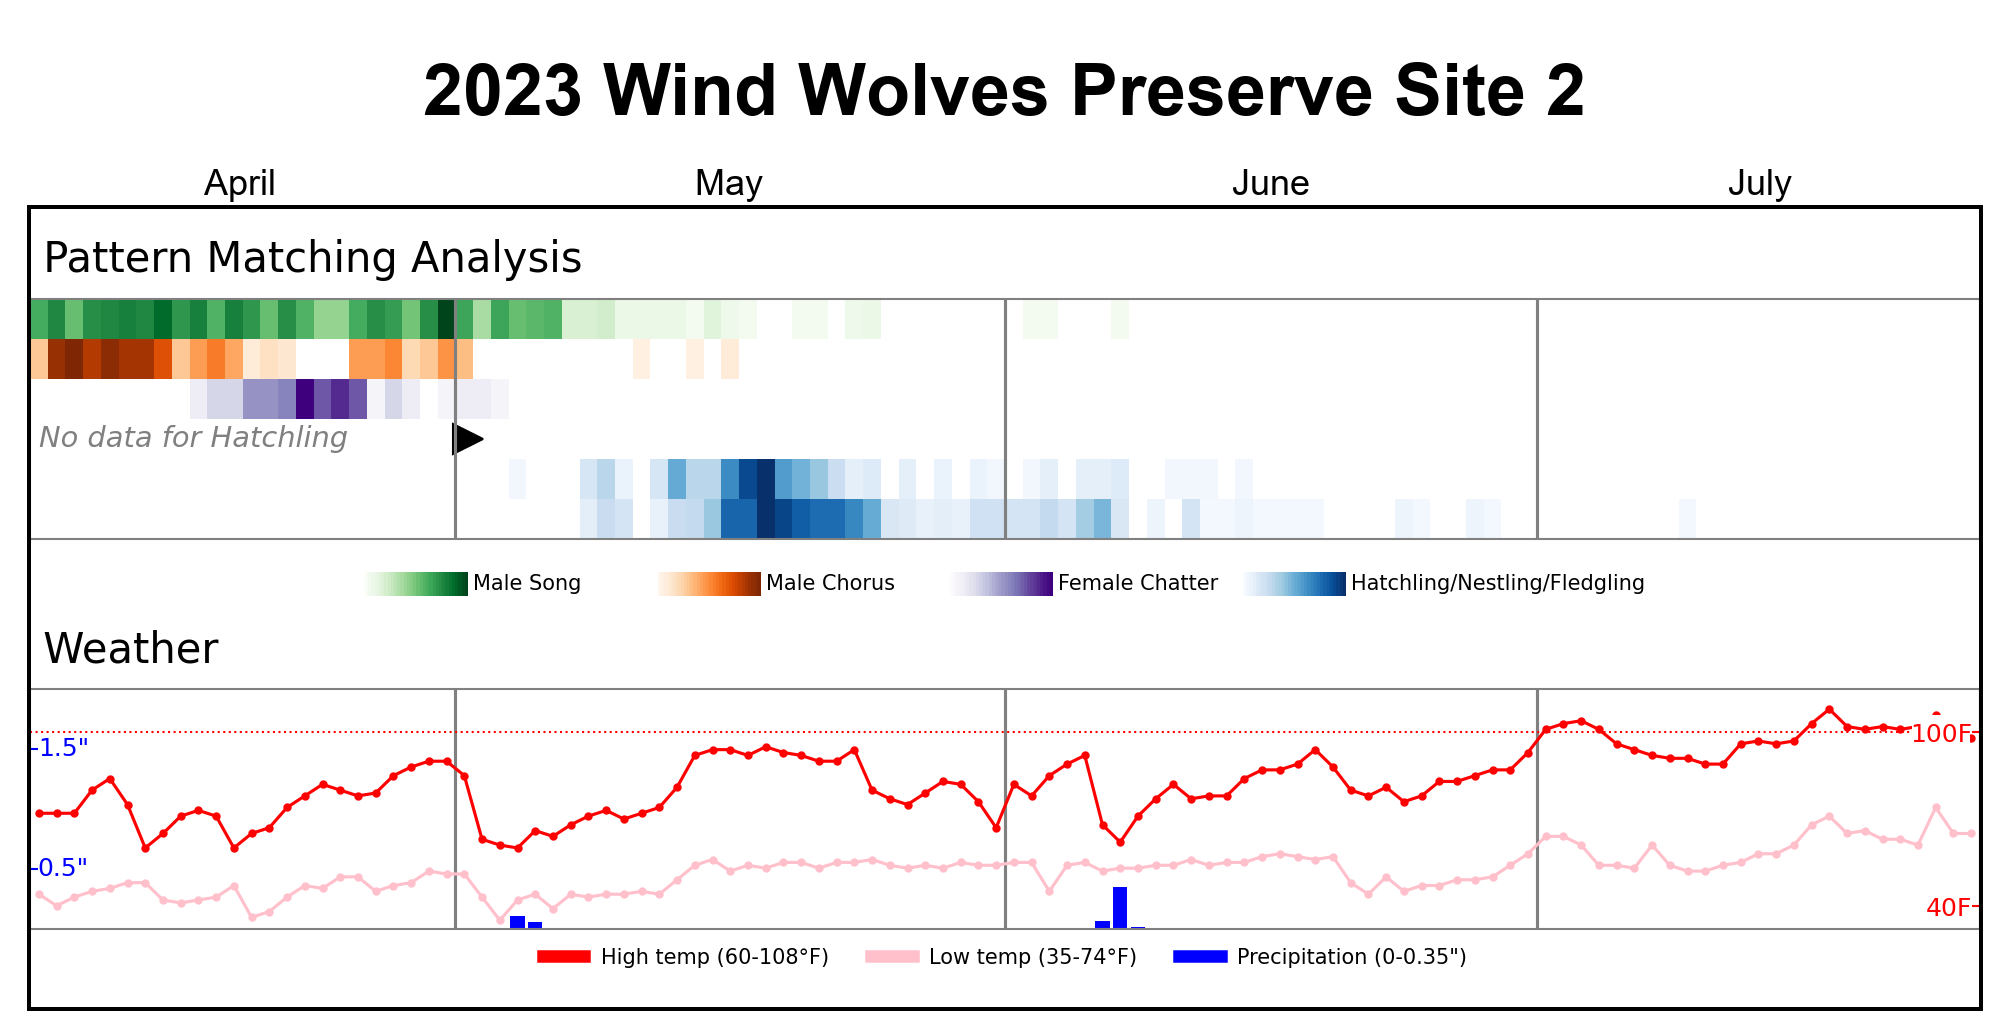 2023 Wind Wolves Preserve Site 2
April May June July
Pattern Matching Analysis
No data for Hatchling
Male Song Male Chorus Female Chatter Hatchling/Nestling/Fledgling
Weather
1.5" 100F
0.5"
40F
High temp (60-108°F) Low temp (35-74°F) Precipitation (0-0.35")